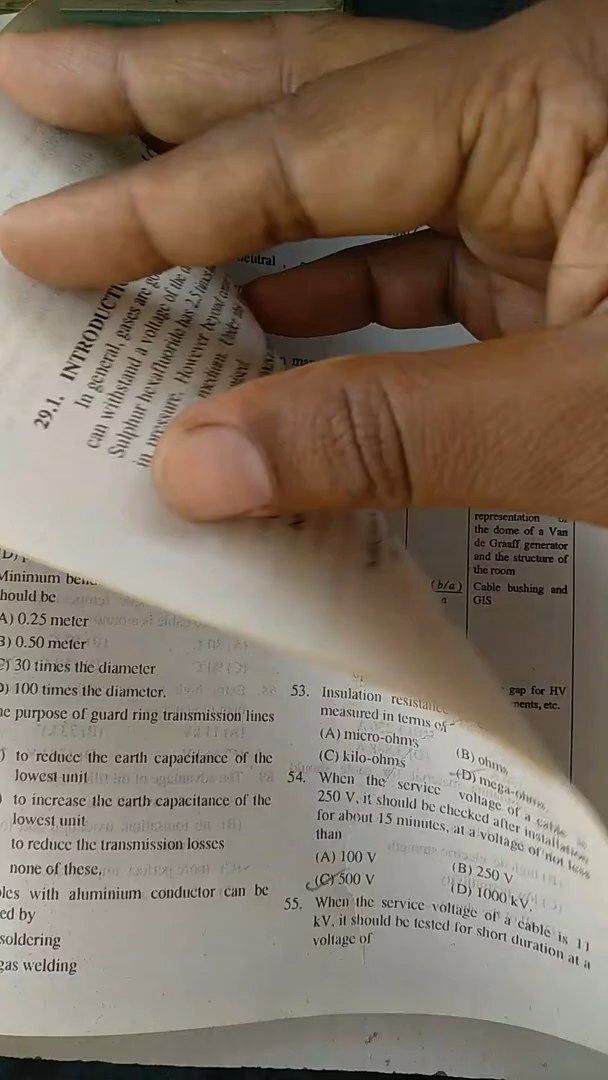 29.1. INTRODUCTI
In general, gases are
can withstand a voltage of the
Sulphur hexafluoride has 2.5
in pressure. However beyond
medium. Under
used
neutral ,
representation
the dome of a Van
de Graaff generator
and the structure of
the room
(b/a) Cable bushing and
a GIS
gap for HV
ments, etc.
Minimum
hould be
A) 0.25 meter
B) 0.50 meter
C) 30 times the diameter
D) 100 times the diameter.
he purpose of guard ring transmission lines
) to reduce the earth capacitance of the
lowest unit
) to increase the earth capacitance of the
lowest unit
to reduce the transmission losses
none of these.
bles with aluminium conductor can be
ed by
soldering
gas welding
53. Insulation resistance
measured in terms of
(A) micro-ohms (B) ohms
(C) kilo-ohms (D) mega-ohms.
54. When the service voltage of a cable is
250 V, it should be checked after installation
for about 15 minutes, at a voltage of not less
than
(A) 100 V (B) 250 V
(C) 500 V (D) 1000 kV.
55. When the service voltage of a cable is 11
kV, it should be tested for short duration at a
voltage of